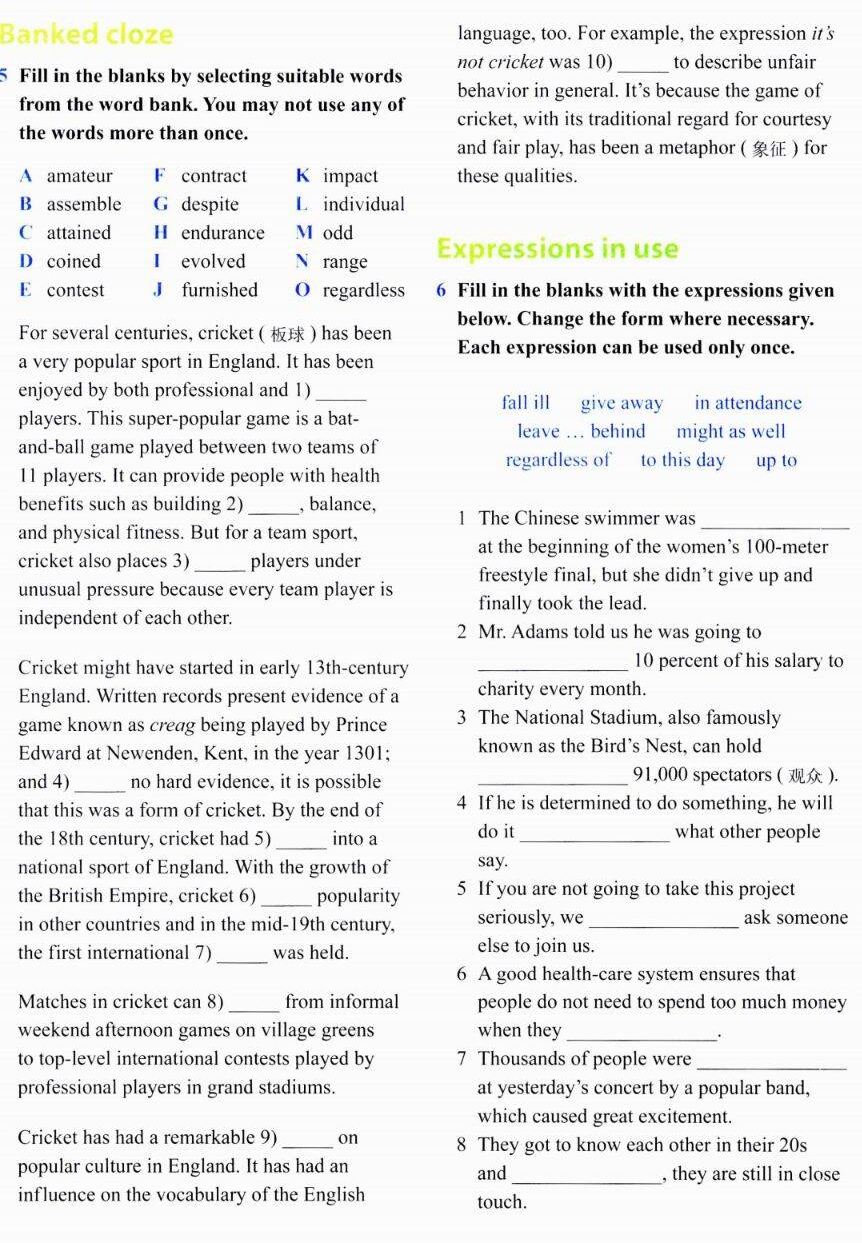 Banked cloze
5 Fill in the blanks by selecting suitable words
from the word bank. You may not use any of
the words more than once.
A amateur F contract K impact
B assemble G despite L individual
C attained H endurance M odd
D coined I evolved N range
E contest J furnished O regardless
For several centuries, cricket ( 板球 ) has been
a very popular sport in England. It has been
enjoyed by both professional and 1) _____
players. This super-popular game is a bat-
and-ball game played between two teams of
11 players. It can provide people with health
benefits such as building 2) _____, balance,
and physical fitness. But for a team sport,
cricket also places 3) _____ players under
unusual pressure because every team player is
independent of each other.
Cricket might have started in early 13th-century
England. Written records present evidence of a
game known as creag being played by Prince
Edward at Newenden, Kent, in the year 1301;
and 4) _____ no hard evidence, it is possible
that this was a form of cricket. By the end of
the 18th century, cricket had 5) _____ into a
national sport of England. With the growth of
the British Empire, cricket 6) _____ popularity
in other countries and in the mid-19th century,
the first international 7) _____ was held.
Matches in cricket can 8) _____ from informal
weekend afternoon games on village greens
to top-level international contests played by
professional players in grand stadiums.
Cricket has had a remarkable 9) _____ on
popular culture in England. It has had an
influence on the vocabulary of the English
language, too. For example, the expression it's
not cricket was 10) _____ to describe unfair
behavior in general. It's because the game of
cricket, with its traditional regard for courtesy
and fair play, has been a metaphor ( 象征 ) for
these qualities.
Expressions in use
6 Fill in the blanks with the expressions given
below. Change the form where necessary.
Each expression can be used only once.
fall ill give away in attendance
leave … behind might as well
regardless of to this day up to
1 The Chinese swimmer was _______________
at the beginning of the women's 100-meter
freestyle final, but she didn't give up and
finally took the lead.
2 Mr. Adams told us he was going to
_______________ 10 percent of his salary to
charity every month.
3 The National Stadium, also famously
known as the Bird's Nest, can hold
_______________ 91,000 spectators ( 观众 ).
4 If he is determined to do something, he will
do it _______________ what other people
say.
5 If you are not going to take this project
seriously, we _______________ ask someone
else to join us.
6 A good health-care system ensures that
people do not need to spend too much money
when they _______________.
7 Thousands of people were _______________
at yesterday's concert by a popular band,
which caused great excitement.
8 They got to know each other in their 20s
and _______________, they are still in close
touch.